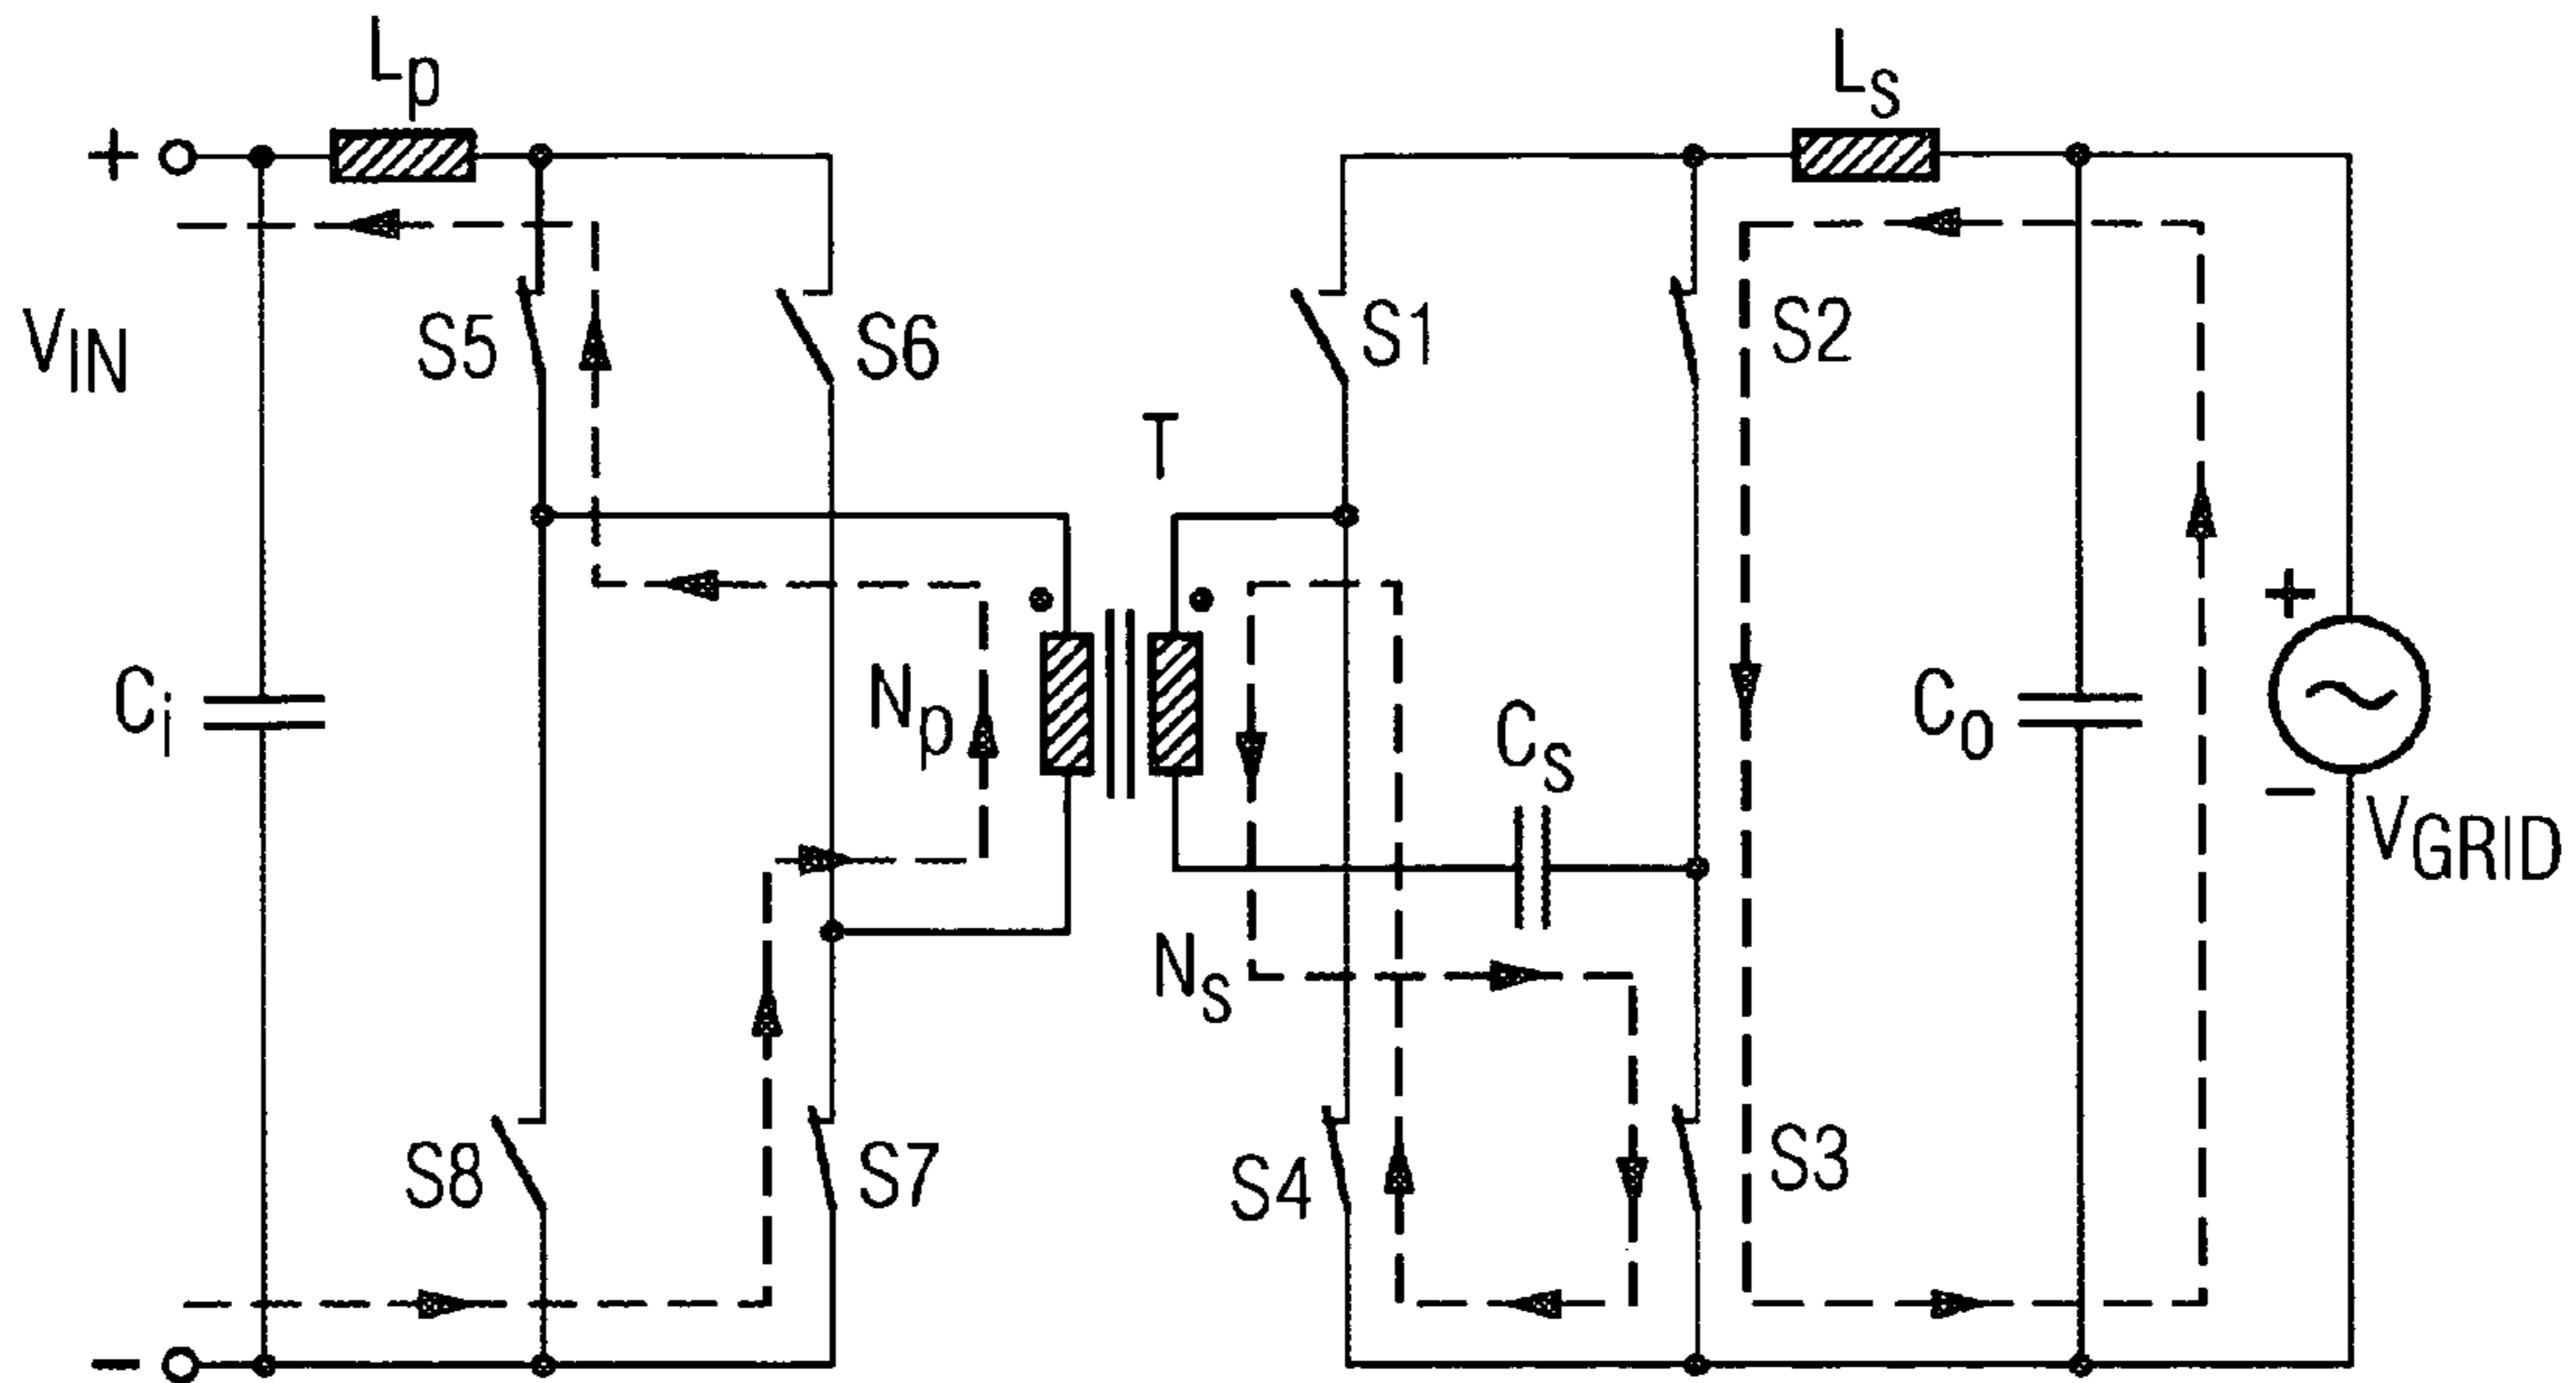 Lp
Ls
+
VIN
S5
S6
S1
S2
T
+
Ci
Np
Cs
Co
−
VGRID
Ns
S8
S7
S4
S3
−